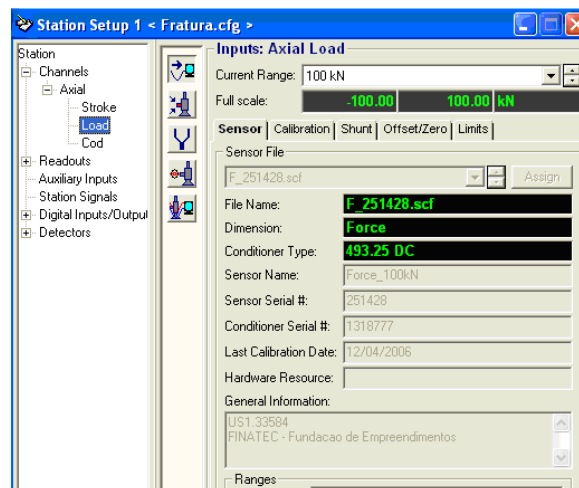 Station Setup 1 < Fratura.cfg >
Station
Channels
Axial
Stroke
Load
Cod
Readouts
Auxiliary Inputs
Station Signals
Digital Inputs/Output
Detectors
Inputs: Axial Load
Current Range: 100 kN
Full scale: -100.00 100.00 kN
Sensor Calibration Shunt Offset/Zero Limits
Sensor File
F_251428.scf Assign
File Name: F_251428.scf
Dimension: Force
Conditioner Type: 493.25 DC
Sensor Name: Force_100kN
Sensor Serial #: 251428
Conditioner Serial #: 1318777
Last Calibration Date: 12/04/2006
Hardware Resource:
General Information:
US1.33584
FINATEC - Fundacao de Empreendimentos
Ranges